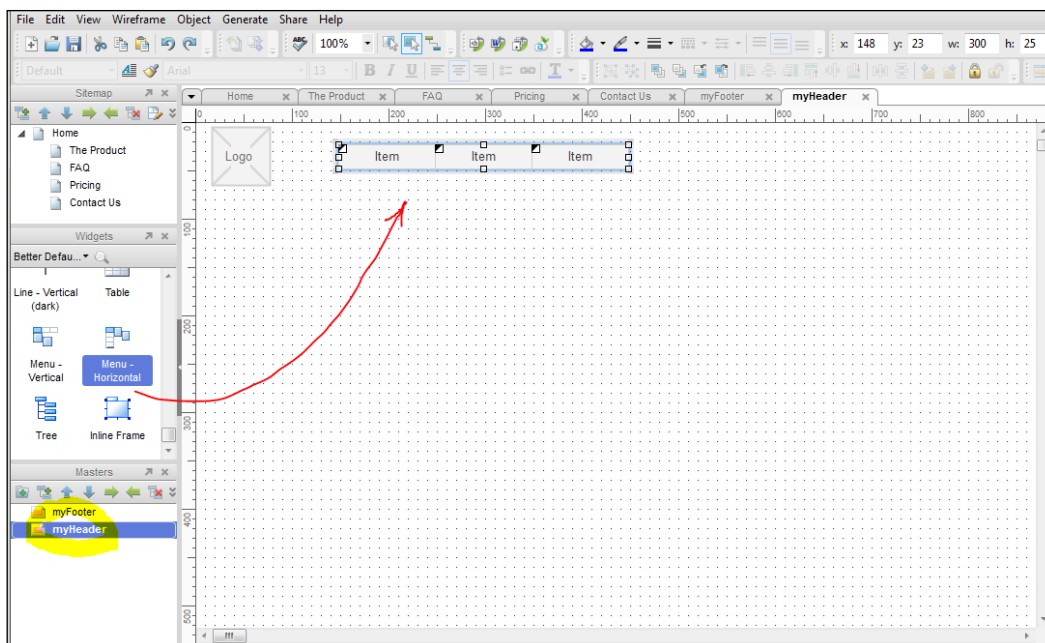 File Edit View Wireframe Object Generate Share Help
ABC 100% x: 148 y: 23 w: 300 h: 25
Default Arial 13 B I U
Sitemap
Home The Product FAQ Pricing Contact Us myFooter myHeader
0 100 200 300 400 500 600 700 800
Home
The Product
FAQ
Pricing
Contact Us
Logo Item Item Item
0
100
200
300
400
500
Widgets
Better Defau...
Line - Vertical (dark)
Table
Menu - Vertical
Menu - Horizontal
Tree Inline Frame
Masters
myFooter
myHeader